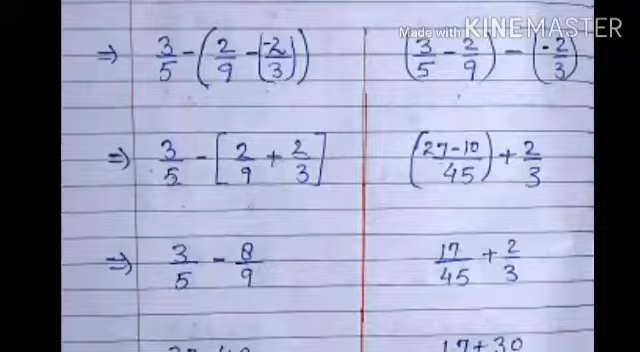 Made with KINEMASTER
⇒ 3/5 - (2/9 - (-2/3)) (3/5 - 2/9) - (-2/3)
⇒ 3/5 - [2/9 + 2/3] (27-10/45) + 2/3
⇒ 3/5 - 8/9 17/45 + 2/3
17+30